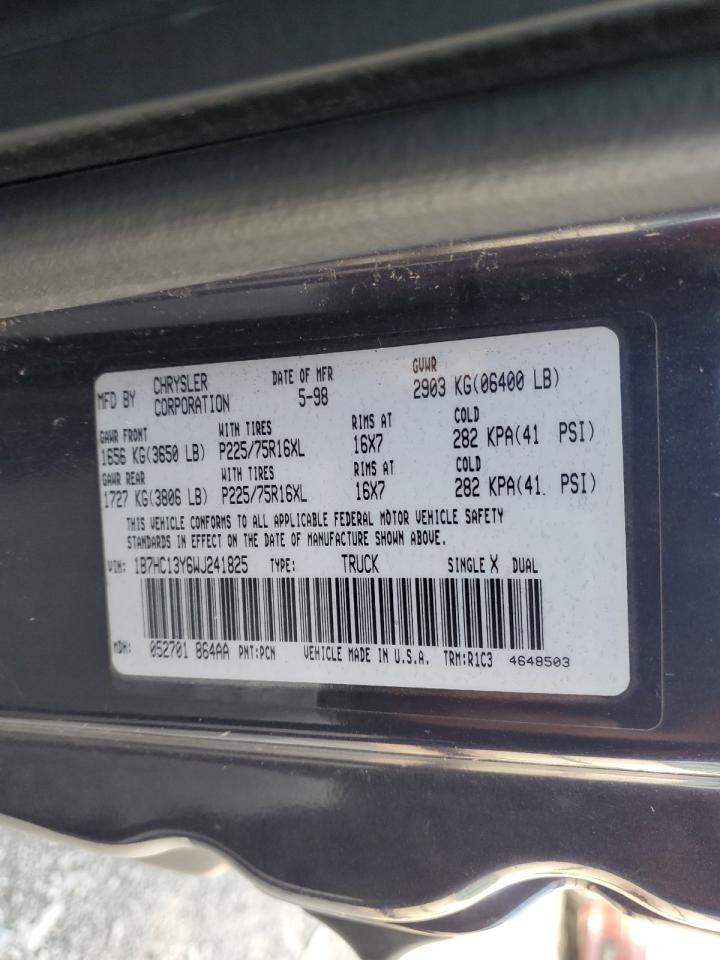 MFD BY CHRYSLER CORPORATION DATE OF MFR 5-98 GVWR 2903 KG(06400 LB)
GAWR FRONT WITH TIRES RIMS AT COLD
1656 KG(3650 LB) P225/75R16XL 16X7 282 KPA(41 PSI)
GAWR REAR WITH TIRES RIMS AT COLD
1727 KG(3806 LB) P225/75R16XL 16X7 282 KPA(41. PSI)
THIS VEHICLE CONFORMS TO ALL APPLICABLE FEDERAL MOTOR VEHICLE SAFETY
STANDARDS IN EFFECT ON THE DATE OF MANUFACTURE SHOWN ABOVE.
VIN: 1B7HC13Y6WJ241825 TYPE: TRUCK SINGLE X DUAL
MDH: 052701 864AA PNT:PCN VEHICLE MADE IN U.S.A. TRM:R1C3 4648503